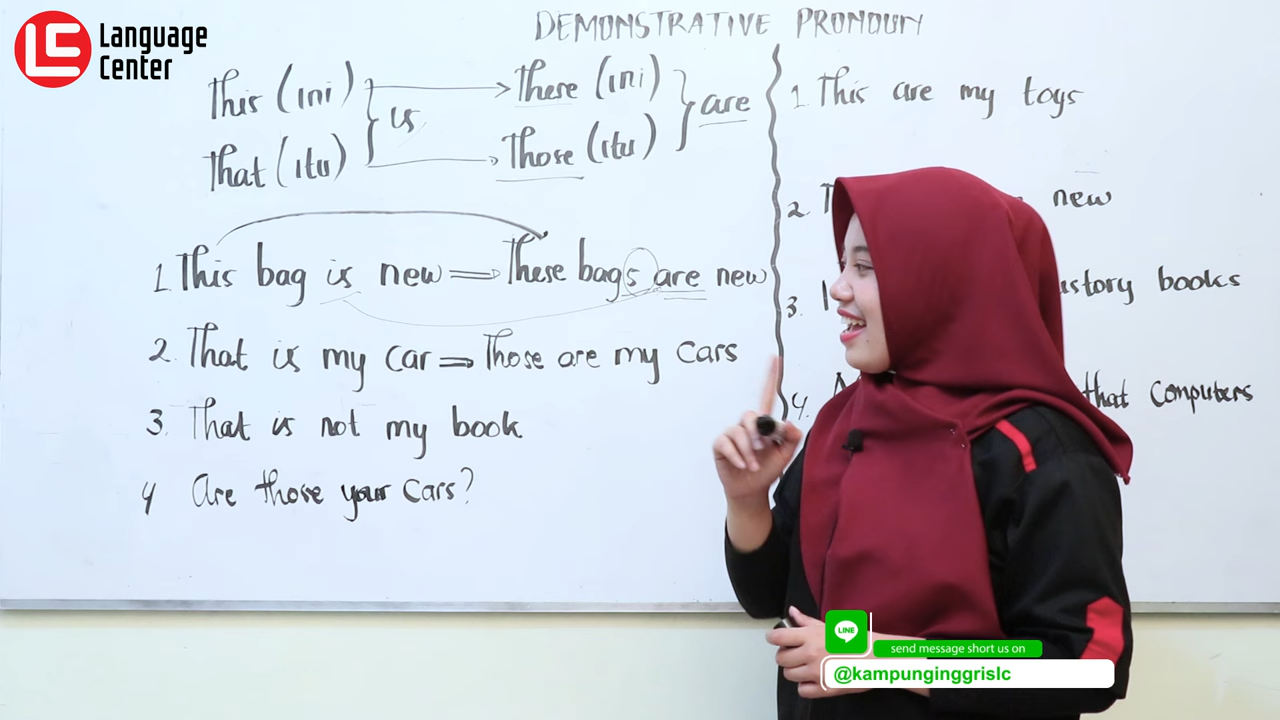 LC Language
Center
DEMONSTRATIVE PRONOUN
This (ini) is These (ini) are
That (itu) Those (itu)
1. This bag is new These bags are new
2. That is my car Those are my cars
3. That is not my book
4 Are those your cars?
1. This are my toys
2. new
3. books
4. that computers
LINE
send message short us on
@kampunginggrislc